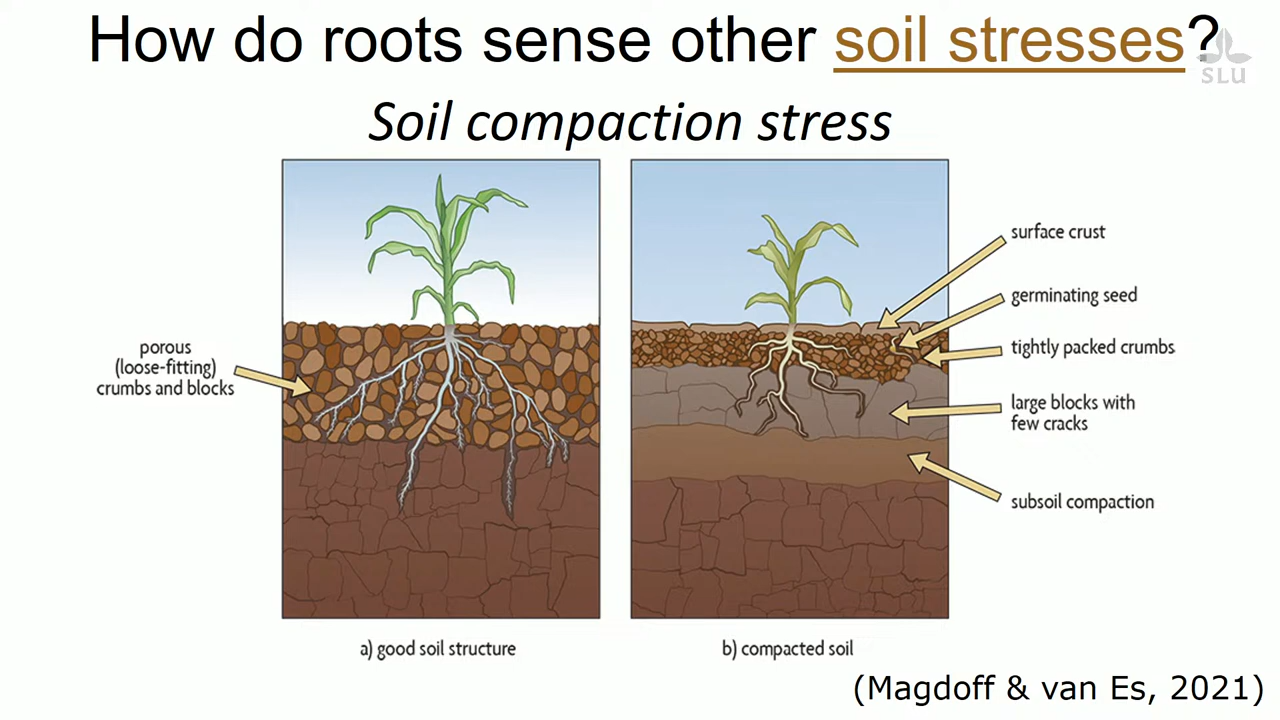 How do roots sense other soil stresses?
SLU
Soil compaction stress
porous
(loose-fitting)
crumbs and blocks
surface crust
germinating seed
tightly packed crumbs
large blocks with
few cracks
subsoil compaction
a) good soil structure
b) compacted soil
(Magdoff & van Es, 2021)